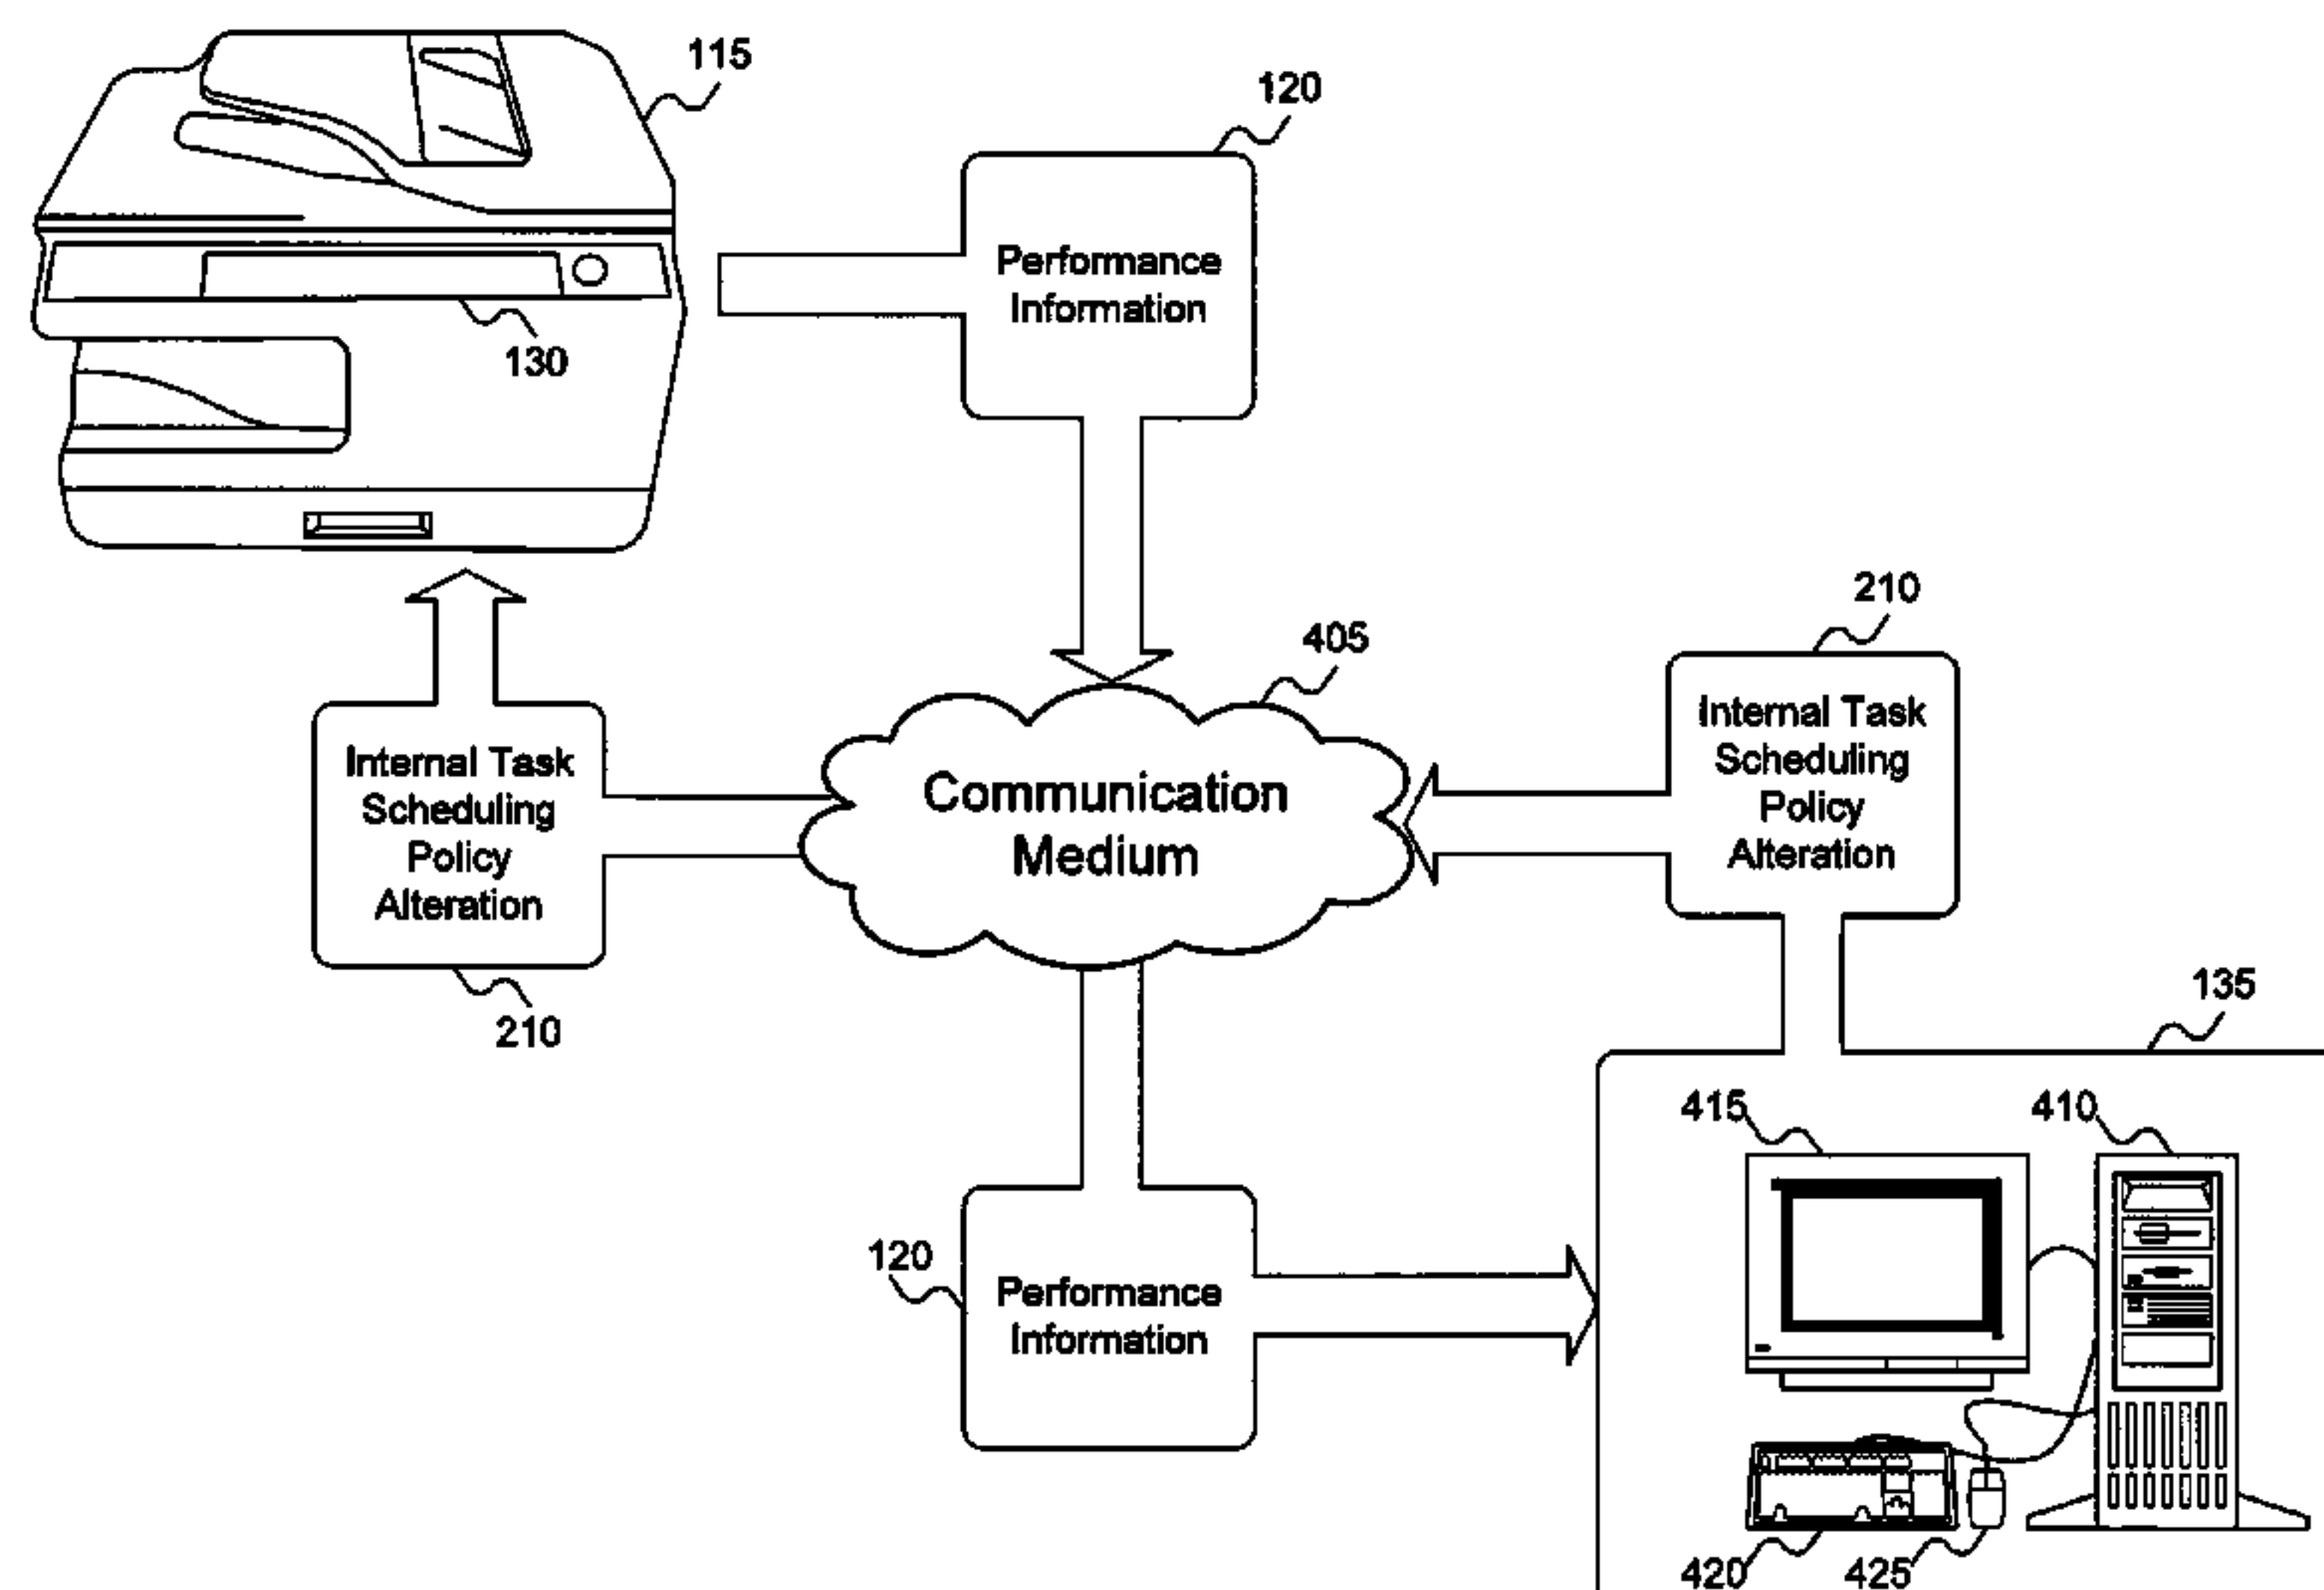 115
120
Performance
Information
130
210
405
Internal Task
Scheduling
Policy
Alteration
Internal Task
Scheduling
Policy
Alteration
Communication
Medium
135
210
415
410
120
Performance
Information
420
425